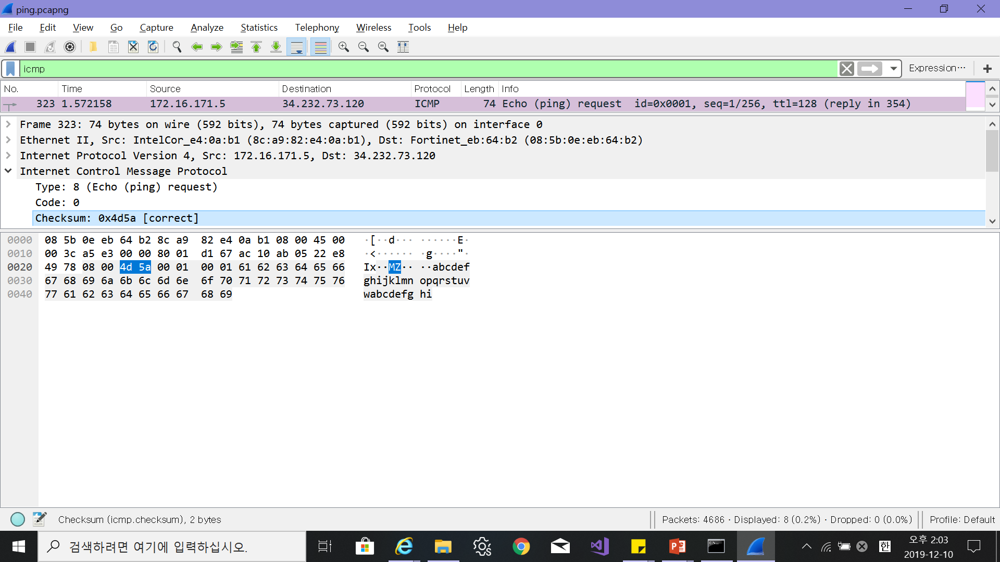 ping.pcapng
File Edit View Go Capture Analyze Statistics Telephony Wireless Tools Help
icmp Expression… +
No. Time Source Destination Protocol Length Info
323 1.572158 172.16.171.5 34.232.73.120 ICMP 74 Echo (ping) request id=0x0001, seq=1/256, ttl=128 (reply in 354)
Frame 323: 74 bytes on wire (592 bits), 74 bytes captured (592 bits) on interface 0
Ethernet II, Src: IntelCor_e4:0a:b1 (8c:a9:82:e4:0a:b1), Dst: Fortinet_eb:64:b2 (08:5b:0e:eb:64:b2)
Internet Protocol Version 4, Src: 172.16.171.5, Dst: 34.232.73.120
Internet Control Message Protocol
Type: 8 (Echo (ping) request)
Code: 0
Checksum: 0x4d5a [correct]
0000 08 5b 0e eb 64 b2 8c a9 82 e4 0a b1 08 00 45 00 ·[··d··· ······E·
0010 00 3c a5 e3 00 00 80 01 d1 67 ac 10 ab 05 22 e8 ·<······ ·g····"·
0020 49 78 08 00 4d 5a 00 01 00 01 61 62 63 64 65 66 Ix··MZ·· ··abcdef
0030 67 68 69 6a 6b 6c 6d 6e 6f 70 71 72 73 74 75 76 ghijklmn opqrstuv
0040 77 61 62 63 64 65 66 67 68 69 wabcdefg hi
Checksum (icmp.checksum), 2 bytes Packets: 4686 · Displayed: 8 (0.2%) · Dropped: 0 (0.0%) Profile: Default
검색하려면 여기에 입력하십시오. 한 오후 2:03
2019-12-10